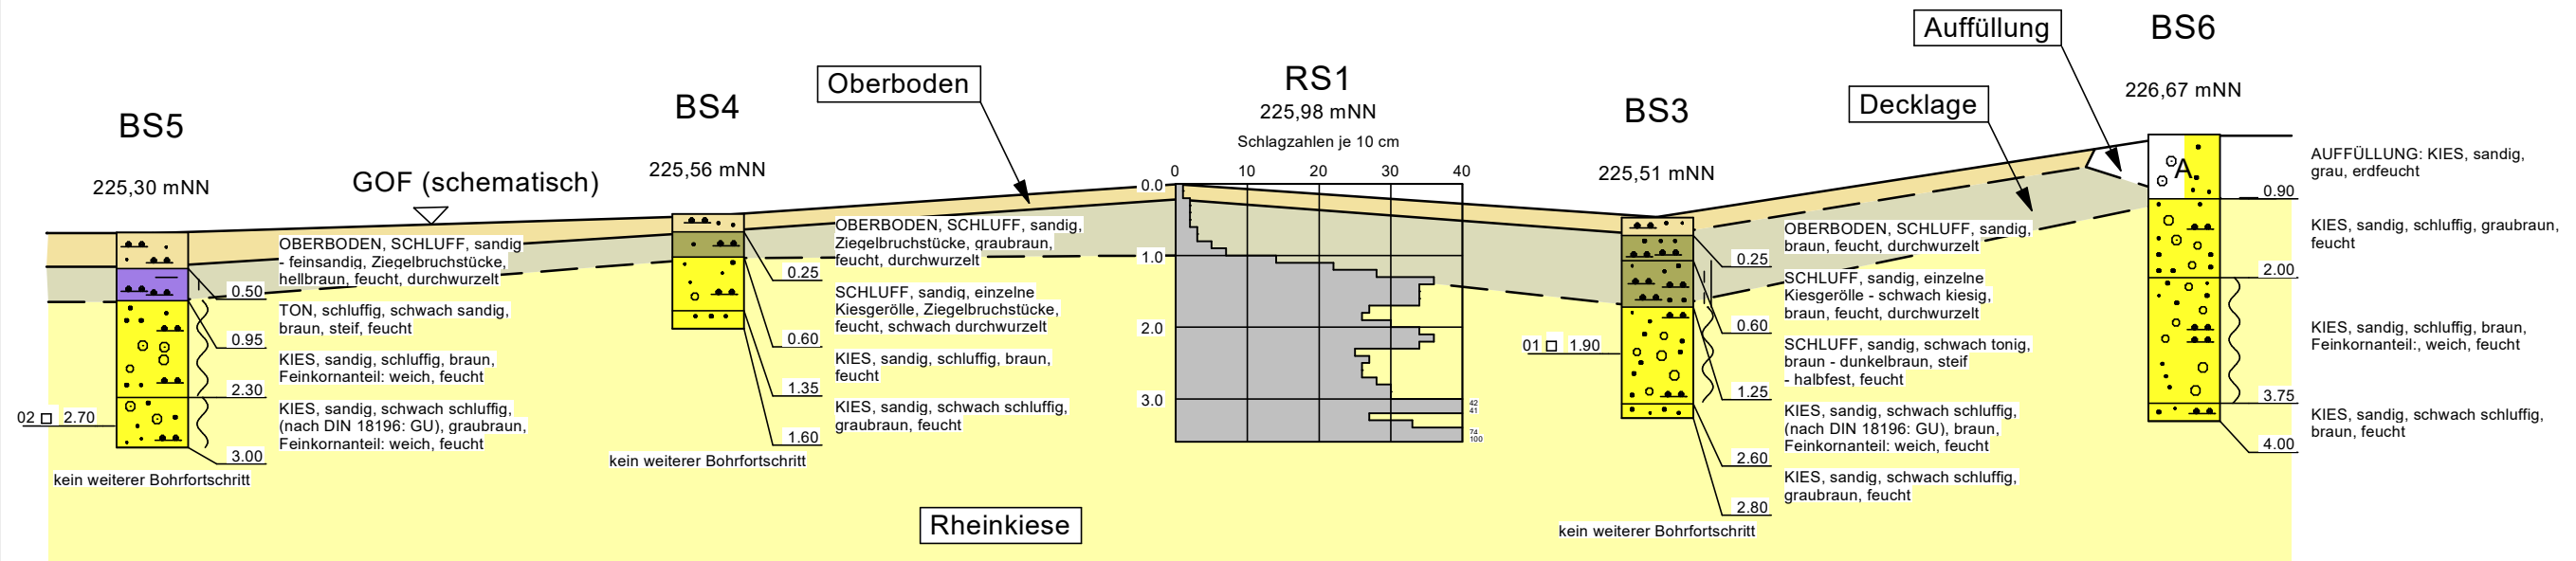 BS5
225,30 mNN
GOF (schematisch)
OBERBODEN, SCHLUFF, sandig
- feinsandig, Ziegelbruchstücke,
hellbraun, feucht, durchwurzelt
0.50
TON, schluffig, schwach sandig,
braun, steif, feucht
0.95
KIES, sandig, schluffig, braun,
Feinkornanteil: weich, feucht
2.30
02 2.70
KIES, sandig, schwach schluffig,
(nach DIN 18196: GU), graubraun,
Feinkornanteil: weich, feucht
3.00
kein weiterer Bohrfortschritt
BS4
225,56 mNN
Oberboden
OBERBODEN, SCHLUFF, sandig,
Ziegelbruchstücke, graubraun,
feucht, durchwurzelt
0.25
SCHLUFF, sandig, einzelne
Kiesgerölle, Ziegelbruchstücke,
feucht, schwach durchwurzelt
0.60
KIES, sandig, schluffig, braun,
feucht
1.35
KIES, sandig, schwach schluffig,
graubraun, feucht
1.60
kein weiterer Bohrfortschritt
Rheinkiese
RS1
225,98 mNN
Schlagzahlen je 10 cm
0 10 20 30 40
0.0
1.0
2.0
3.0
42
41
74
100
BS3
225,51 mNN
Decklage
OBERBODEN, SCHLUFF, sandig,
braun, feucht, durchwurzelt
0.25
SCHLUFF, sandig, einzelne
Kiesgerölle - schwach kiesig,
braun, feucht, durchwurzelt
0.60
01 1.90
SCHLUFF, sandig, schwach tonig,
braun - dunkelbraun, steif
- halbfest, feucht
1.25
KIES, sandig, schwach schluffig,
(nach DIN 18196: GU), braun,
Feinkornanteil: weich, feucht
2.60
KIES, sandig, schwach schluffig,
graubraun, feucht
2.80
kein weiterer Bohrfortschritt
Auffüllung
BS6
226,67 mNN
A
AUFFÜLLUNG: KIES, sandig,
grau, erdfeucht
0.90
KIES, sandig, schluffig, graubraun,
feucht
2.00
KIES, sandig, schluffig, braun,
Feinkornanteil:, weich, feucht
3.75
KIES, sandig, schwach schluffig,
braun, feucht
4.00